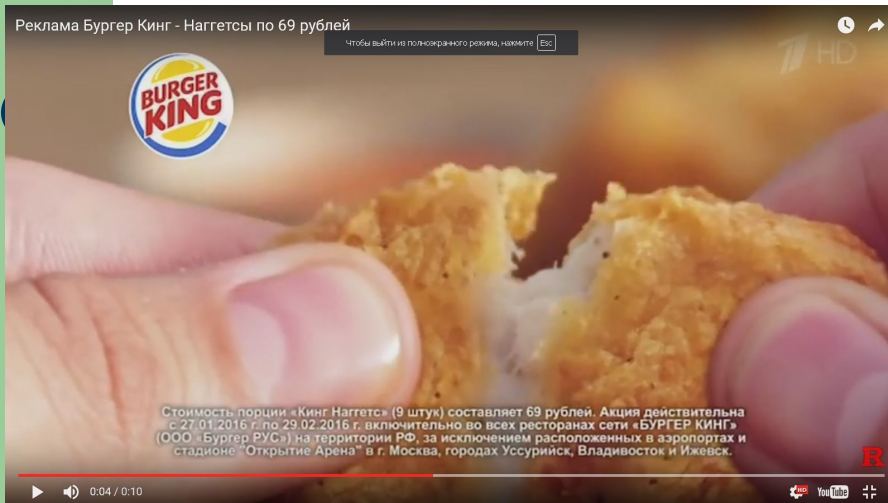 Реклама Бургер Кинг - Наггетсы по 69 рублей
Чтобы выйти из полноэкранного режима, нажмите Esc
HD
BURGER
KING
Стоимость порции «Кинг Наггетс» (9 штук) составляет 69 рублей. Акция действительна
с 27.01.2016 г. по 29.02.2016 г. включительно во всех ресторанах сети «БУРГЕР КИНГ»
(ООО «Бургер РУС») на территории РФ, за исключением расположенных в аэропортах и
стадионе "Открытие Арена" в г. Москва, городах Уссурийск, Владивосток и Ижевск.
R
0:04 / 0:10
HD
YouTube